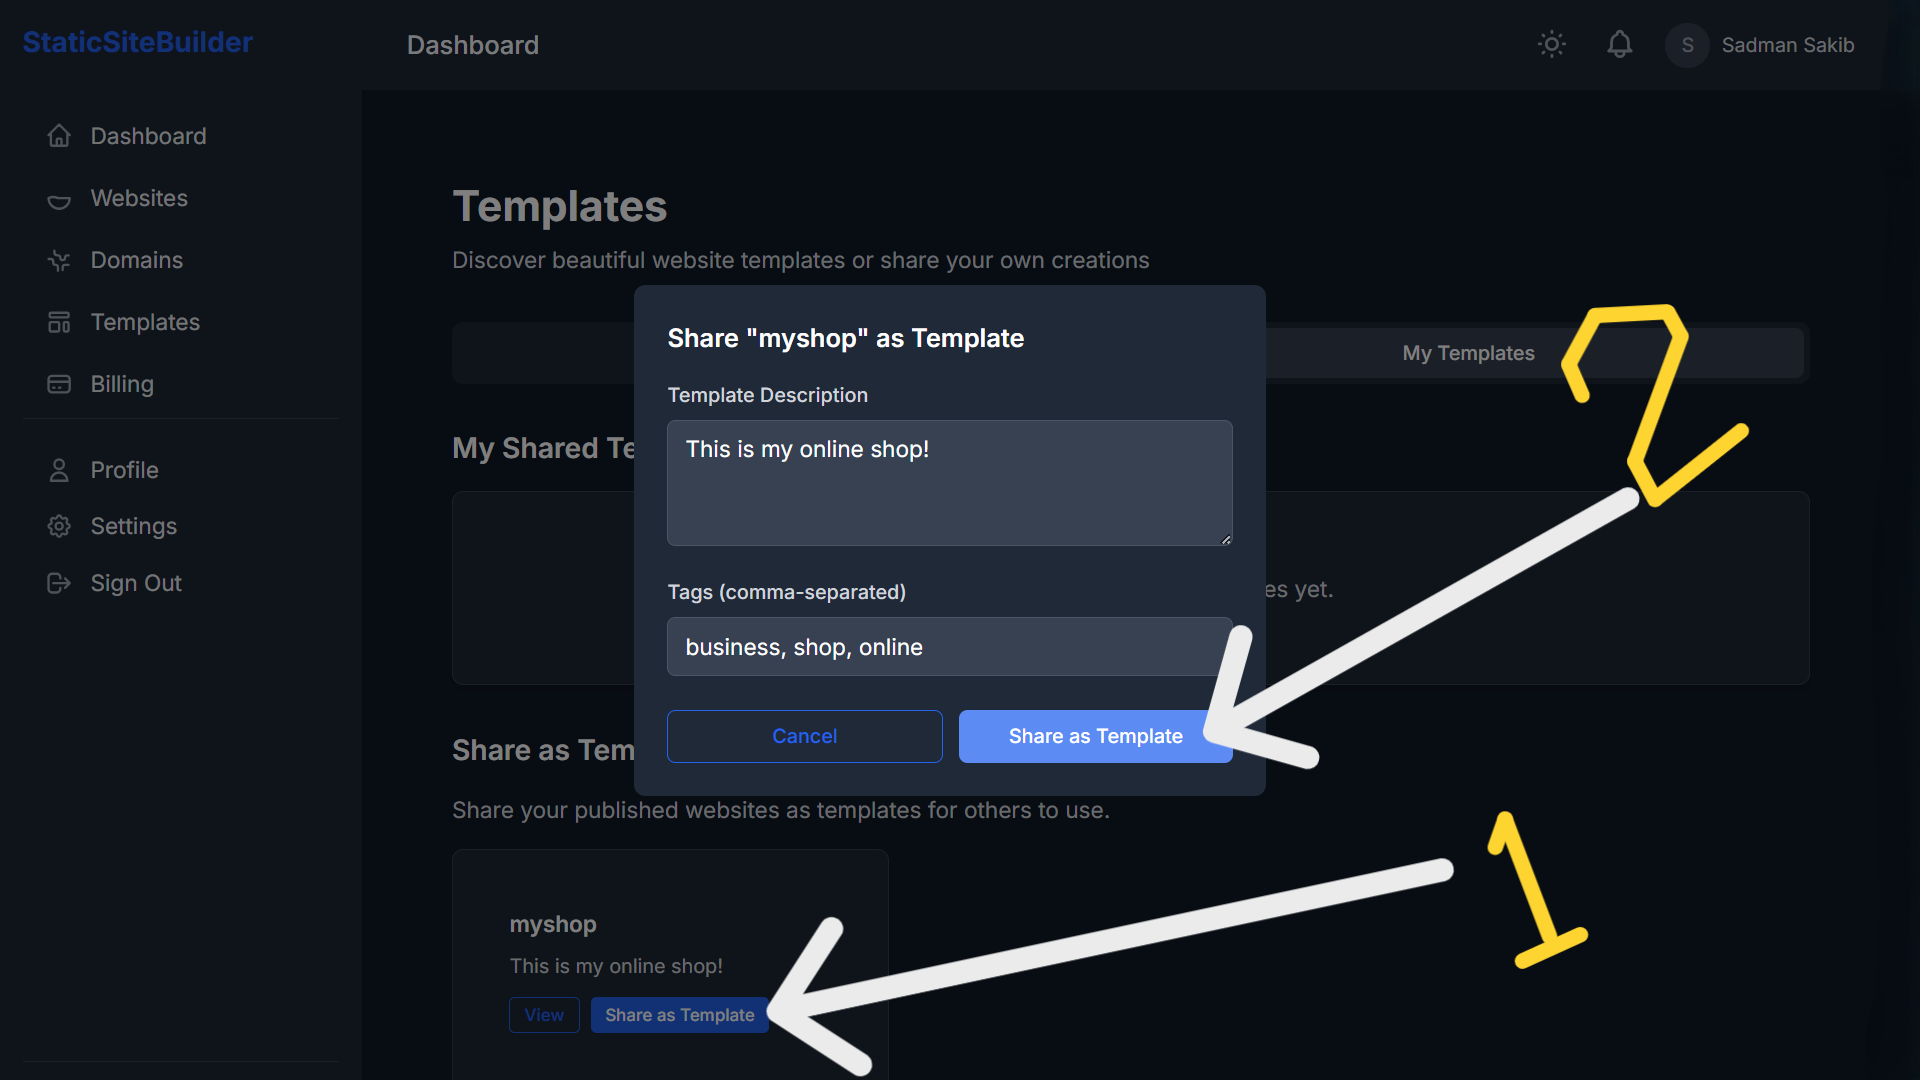 StaticSiteBuilder
Dashboard
S
Sadman Sakib
Dashboard
Websites
Domains
Templates
Billing
Profile
Settings
Sign Out
Templates
Discover beautiful website templates or share your own creations
My Templates
Share "myshop" as Template
Template Description
This is my online shop!
Tags (comma-separated)
business, shop, online
Cancel
Share as Template
My Shared Te
es yet.
Share as Tem
Share your published websites as templates for others to use.
myshop
This is my online shop!
View
Share as Template
2
1